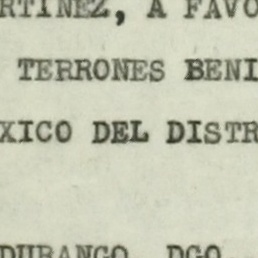 RTINEZ, A FAVO
TERRONES BENI
XICO DEL DISTR
DURANGO, DGO.